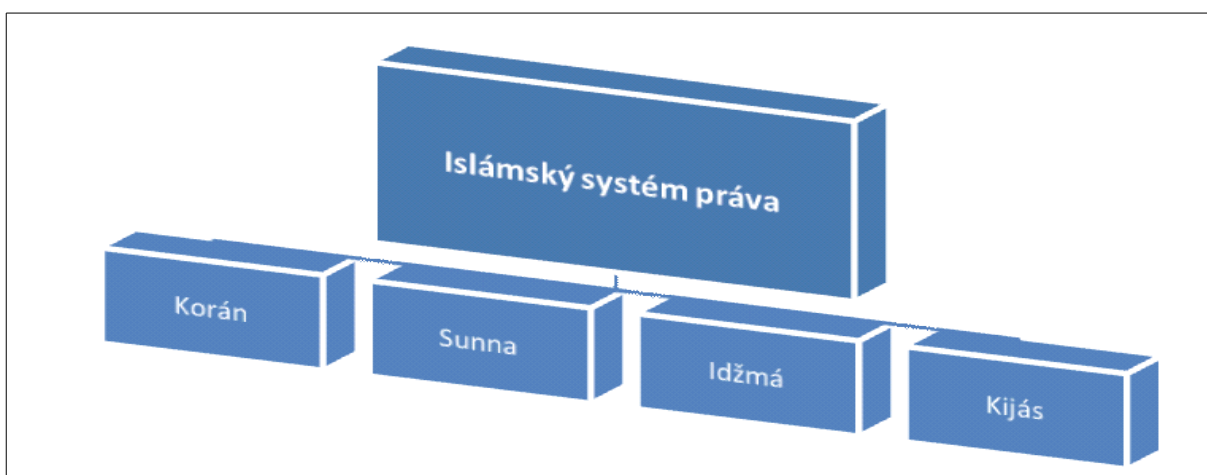 Islámský systém práva
Korán
Sunna
Idžmá
Kijás